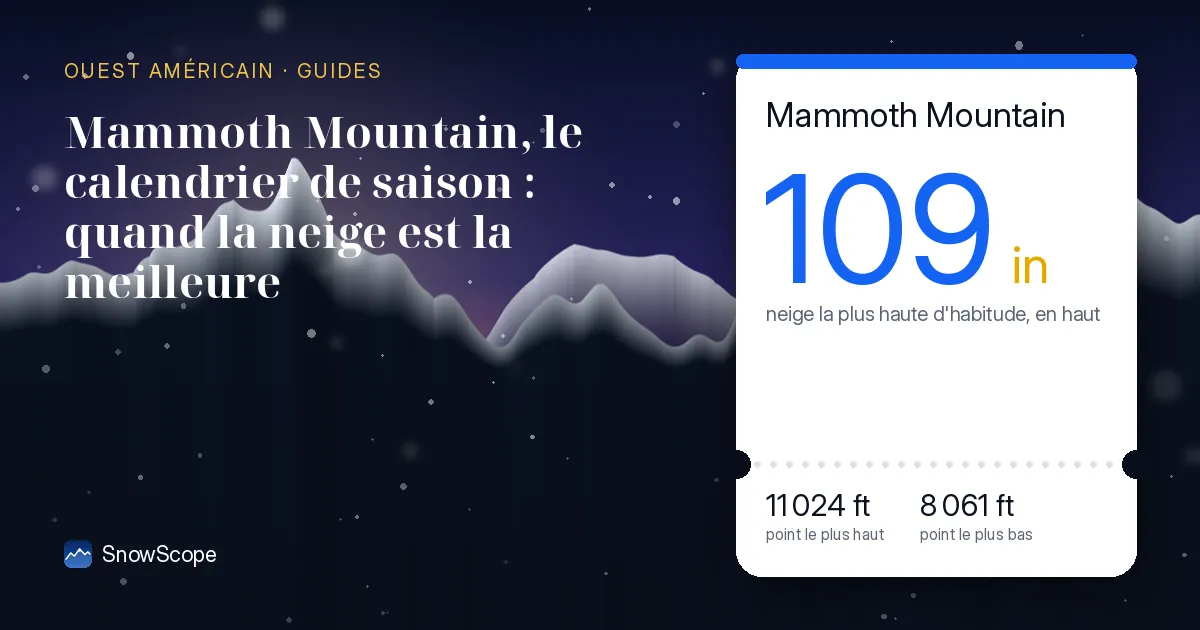 OUEST AMÉRICAIN · GUIDES
Mammoth Mountain, le
calendrier de saison :
quand la neige est la
meilleure
SnowScope
Mammoth Mountain
109 in
neige la plus haute d'habitude, en haut
11 024 ft
point le plus haut
8 061 ft
point le plus bas